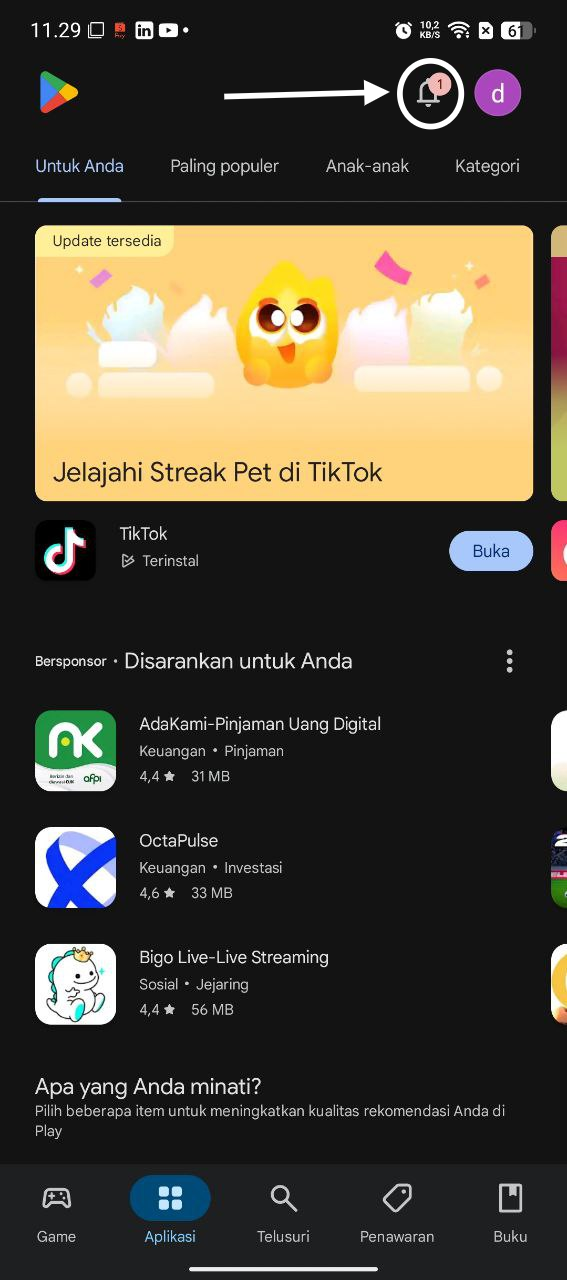 11.29
10,2
KB/S
61
1
d
Untuk Anda
Paling populer
Anak-anak
Kategori
Update tersedia
Jelajahi Streak Pet di TikTok
TikTok
Terinstal
Buka
Bersponsor • Disarankan untuk Anda
AdaKami-Pinjaman Uang Digital
Keuangan • Pinjaman
4,4 ★ 31 MB
OctaPulse
Keuangan • Investasi
4,6 ★ 33 MB
Bigo Live-Live Streaming
Sosial • Jejaring
4,4 ★ 56 MB
Apa yang Anda minati?
Pilih beberapa item untuk meningkatkan kualitas rekomendasi Anda di
Play
Game
Aplikasi
Telusuri
Penawaran
Buku